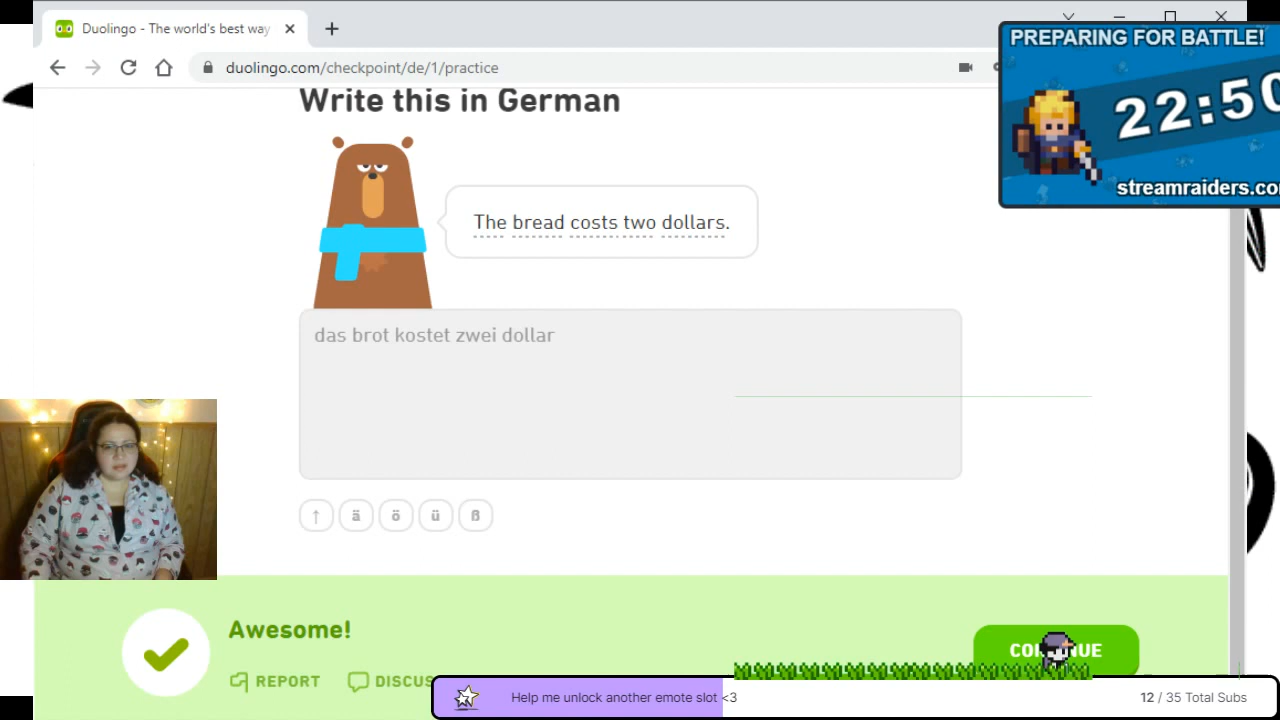 Duolingo - The world's best way
duolingo.com/checkpoint/de/1/practice
PREPARING FOR BATTLE!
22:50
streamraiders.co
Write this in German
The bread costs two dollars.
das brot kostet zwei dollar
↑ ä ö ü ß
Awesome!
REPORT DISCUS
Help me unlock another emote slot <3
12 / 35 Total Subs